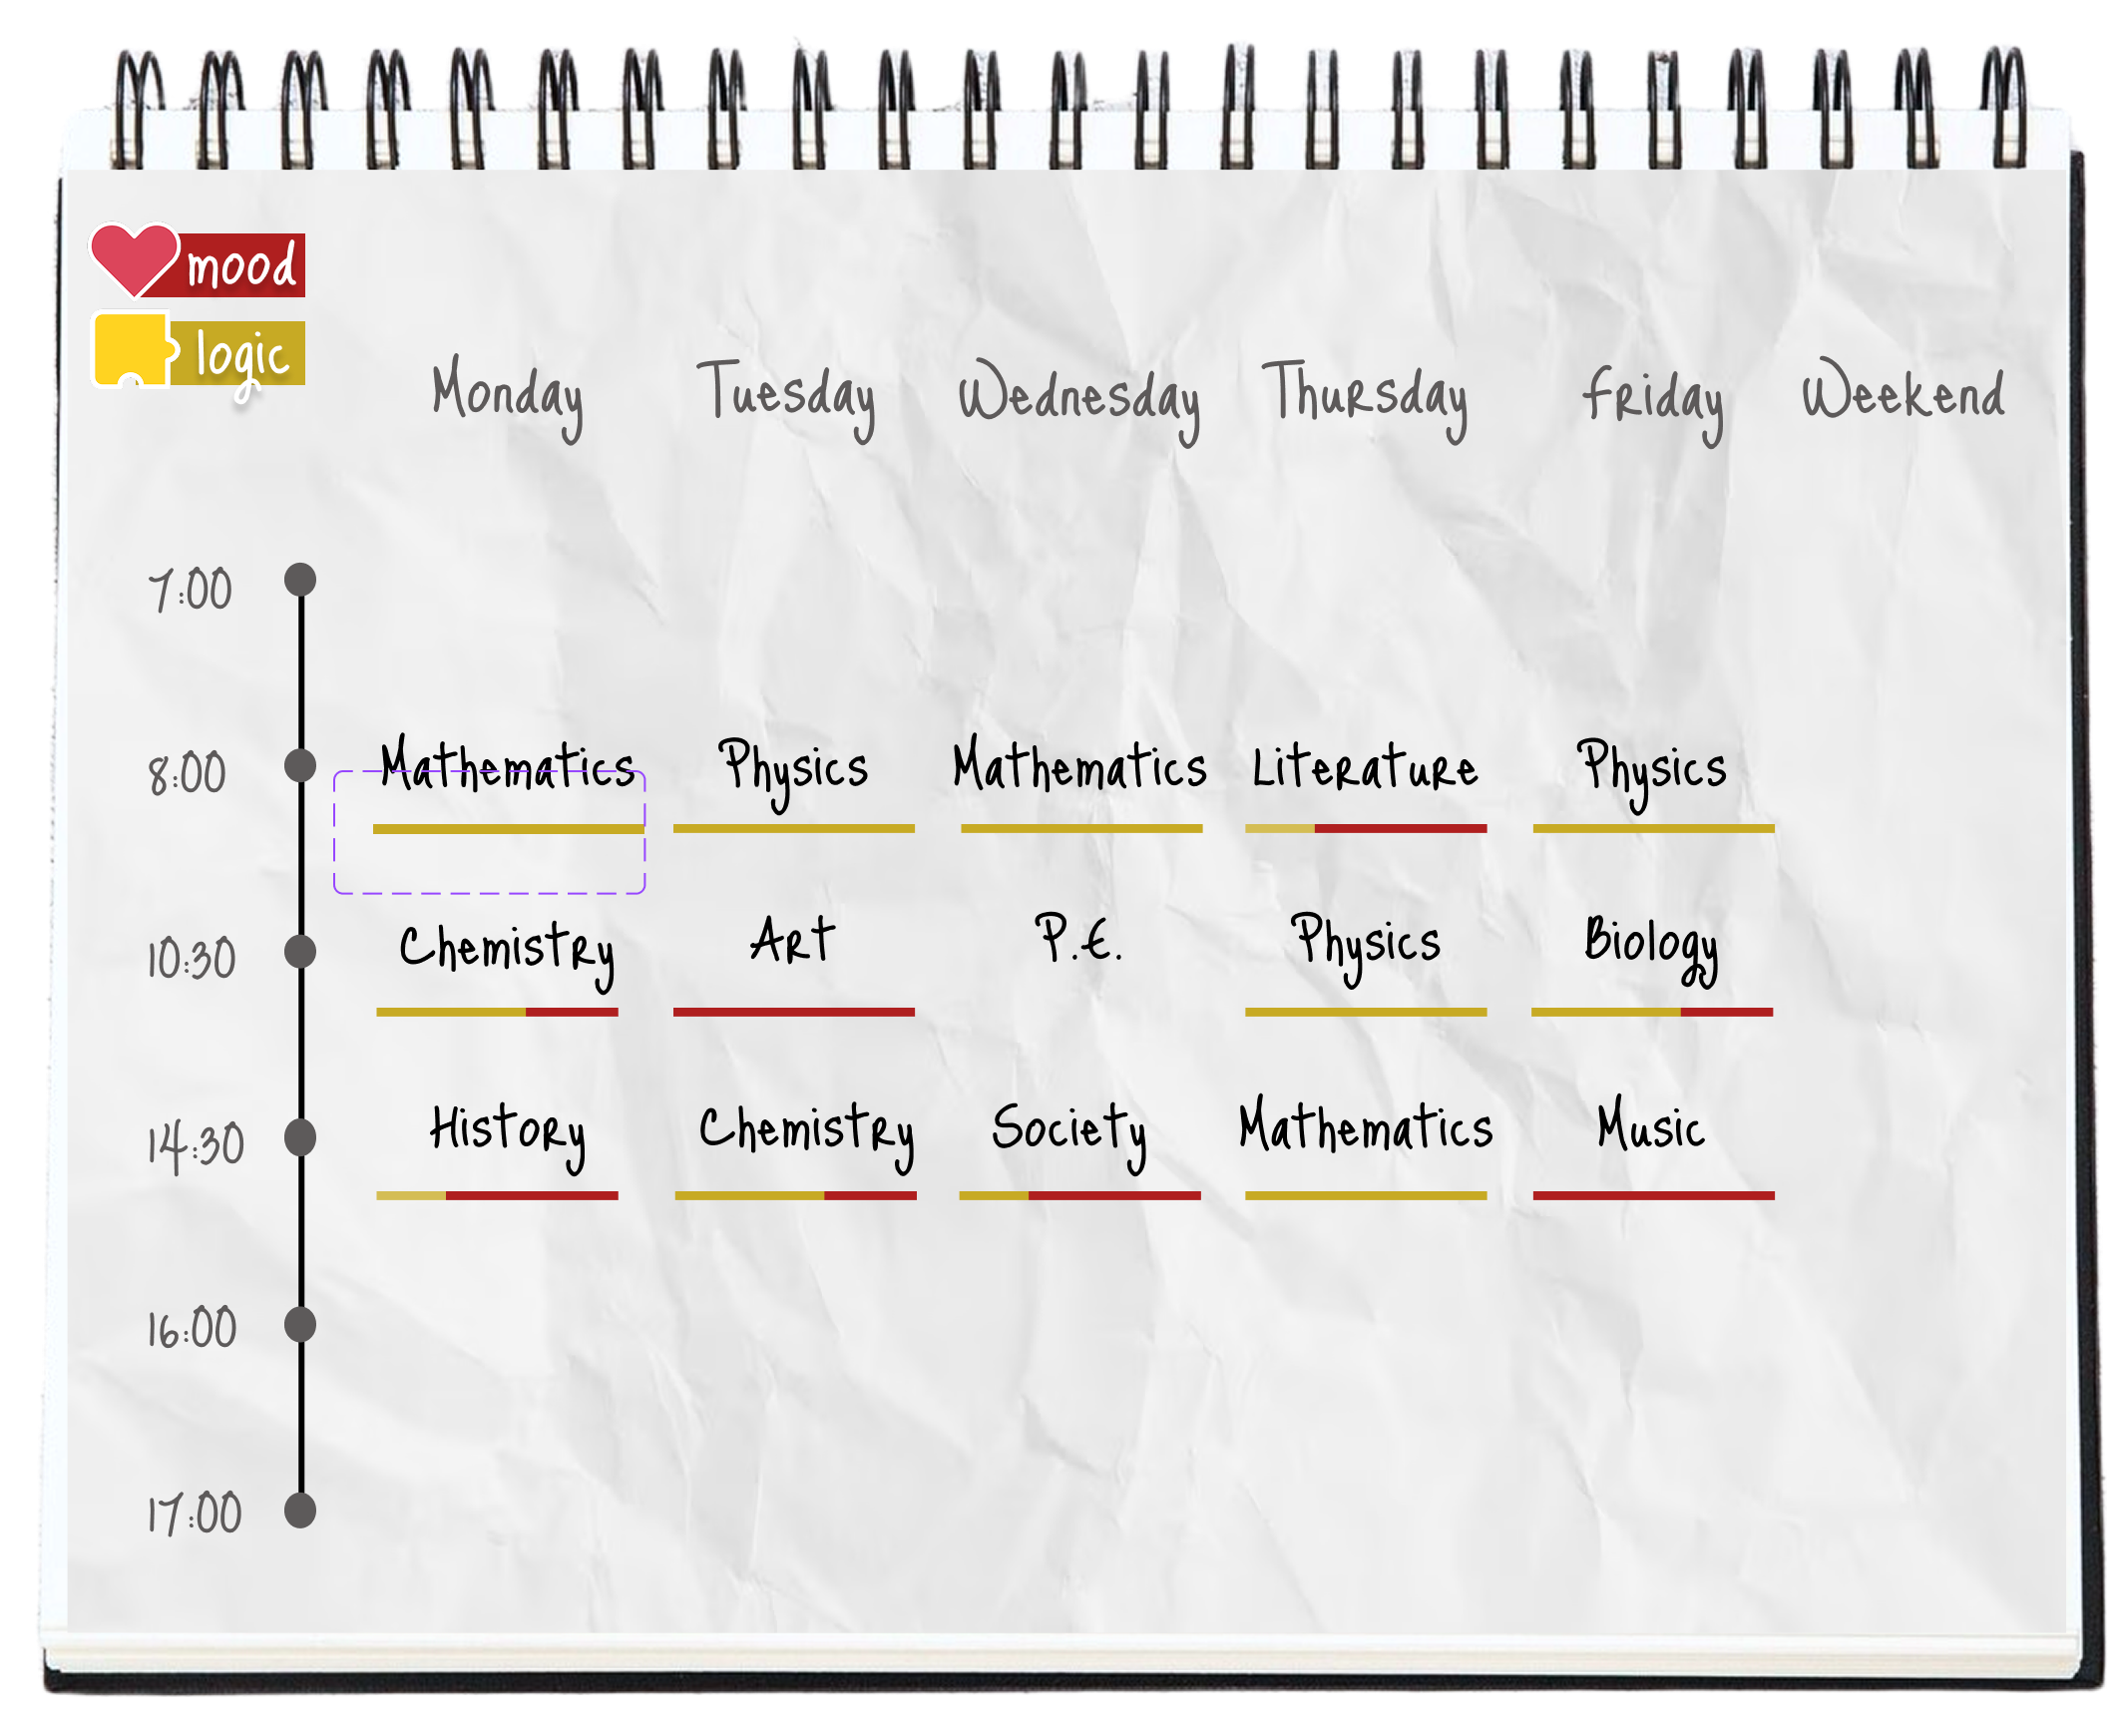 mood
logic
Monday Tuesday Wednesday Thursday Friday Weekend
7:00
8:00 Mathematics Physics Mathematics Literature Physics
10:30 Chemistry Art P.E. Physics Biology
14:30 History Chemistry Society Mathematics Music
16:00
17:00